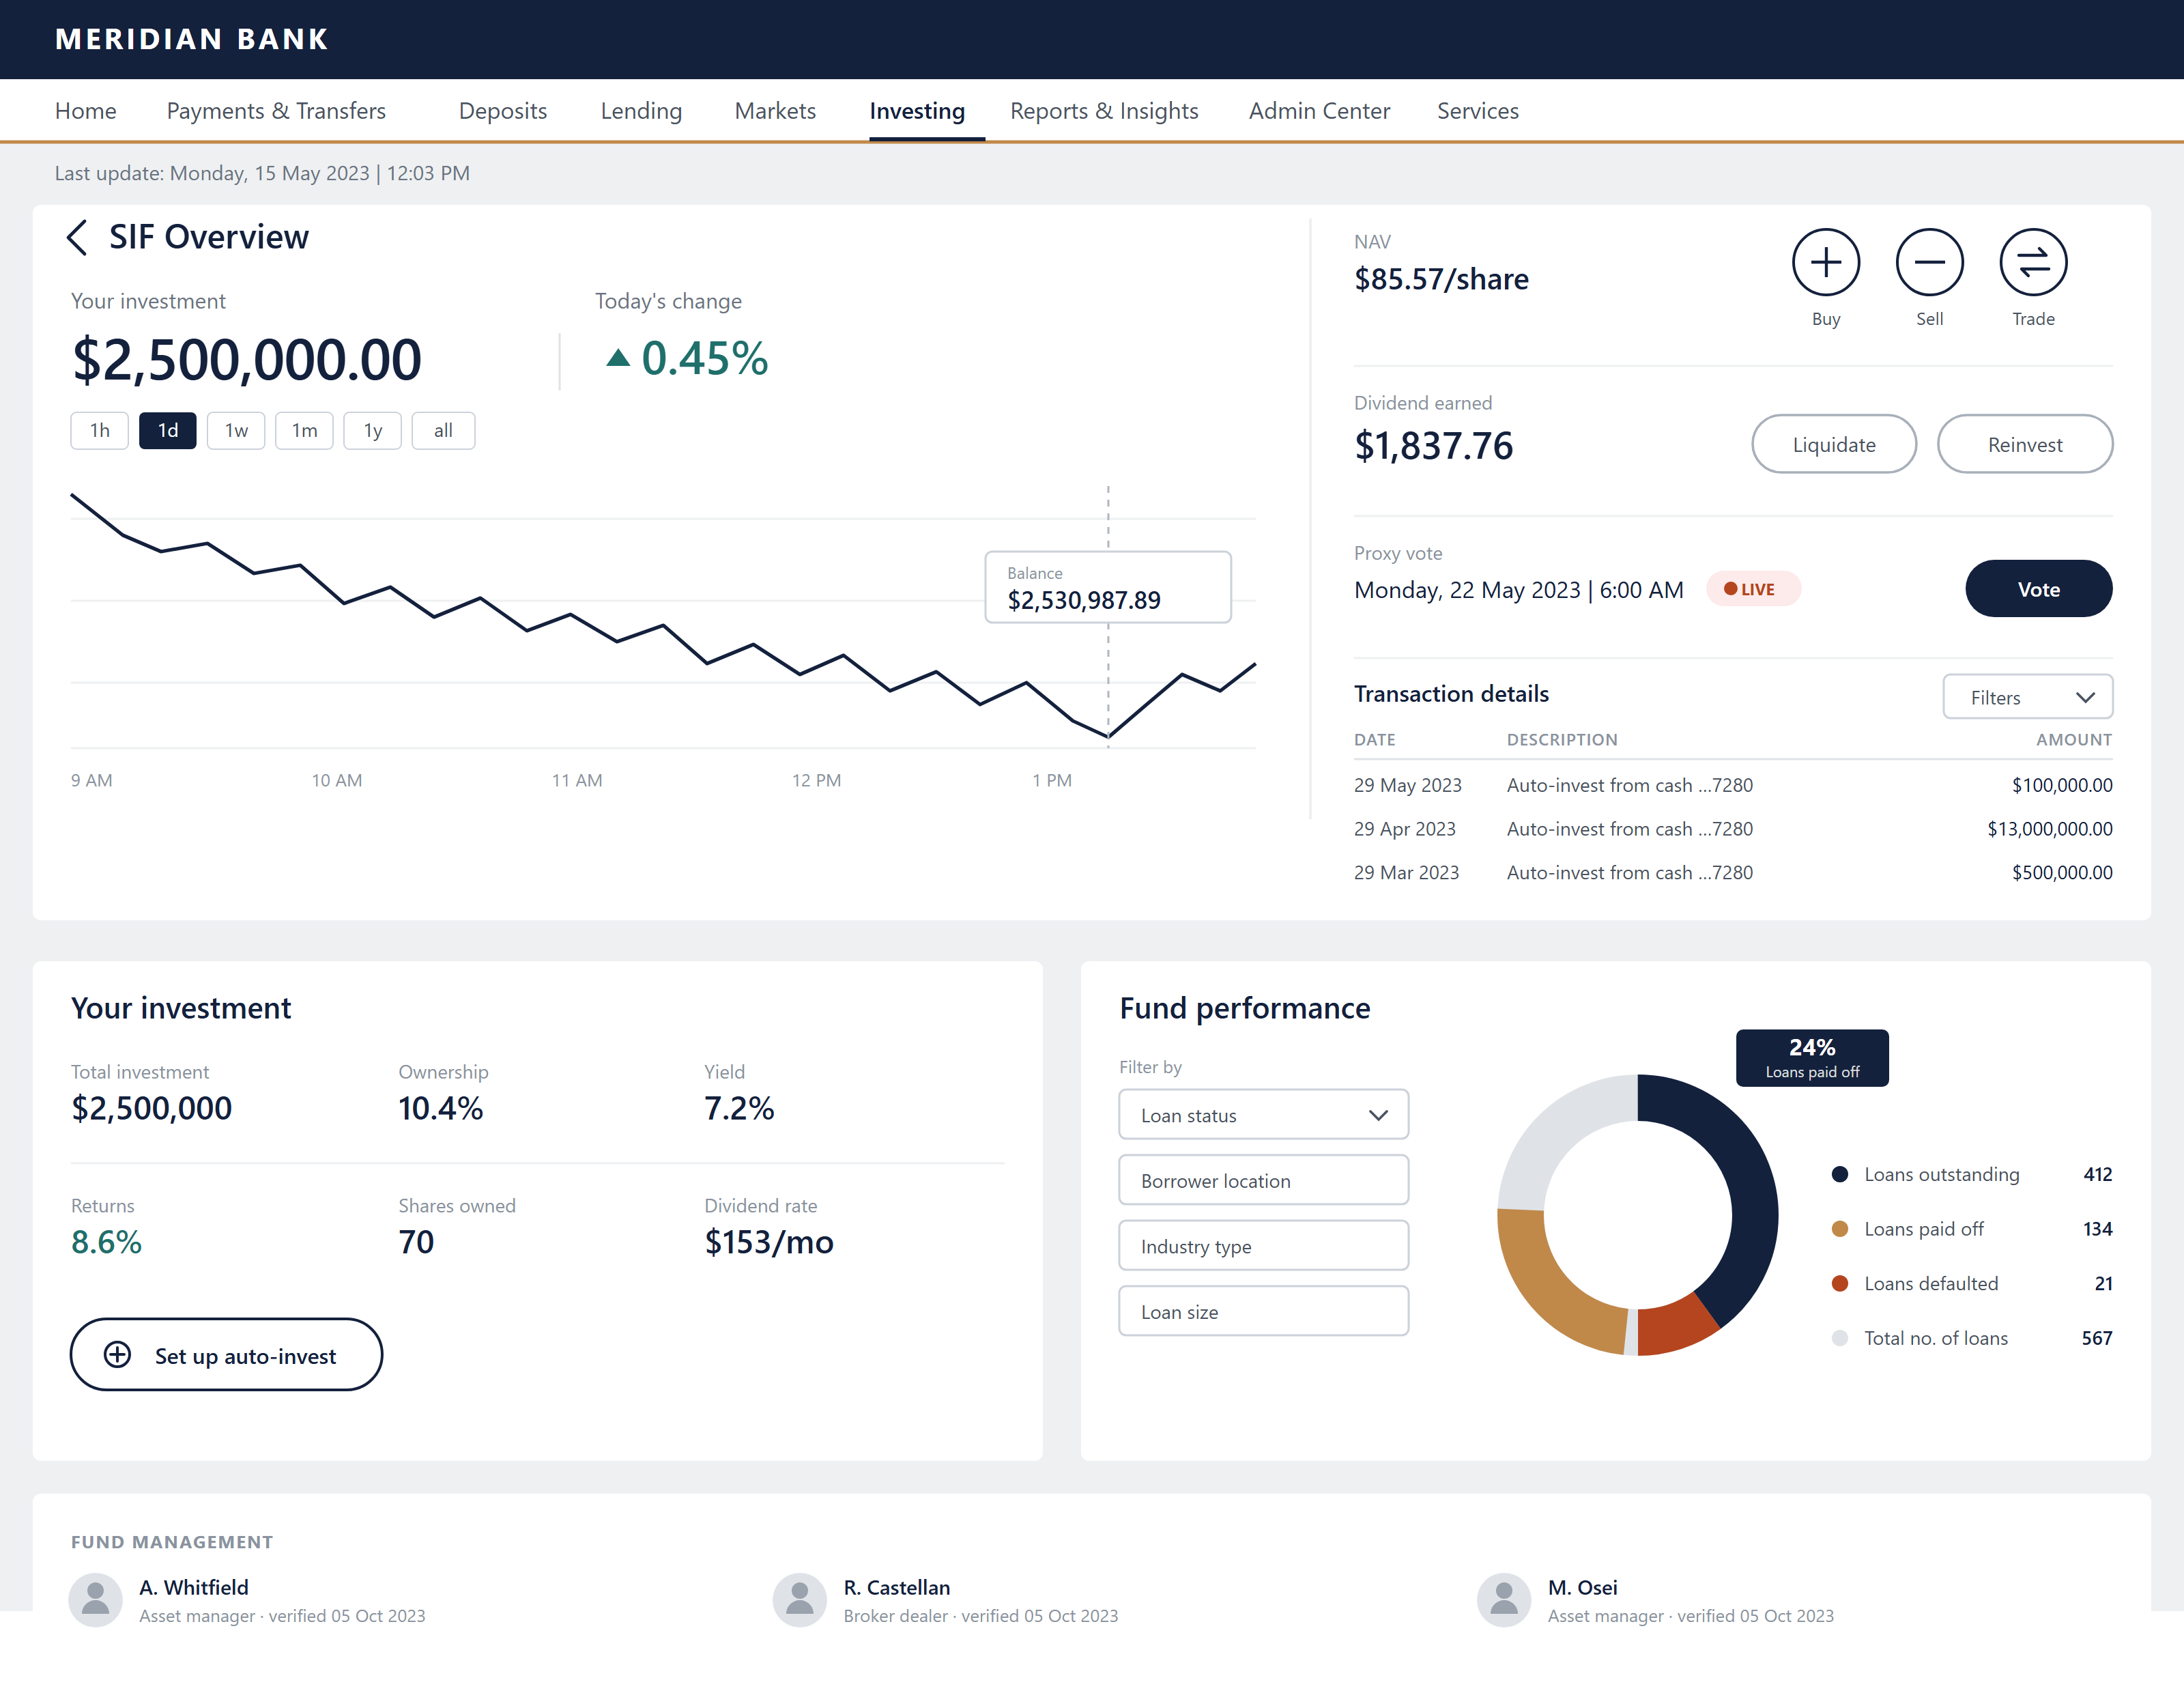 MERIDIAN BANK
Home Payments & Transfers Deposits Lending Markets Investing Reports & Insights Admin Center Services
Last update: Monday, 15 May 2023 | 12:03 PM
SIF Overview
Your investment Today's change
$2,500,000.00 0.45%
1h 1d 1w 1m 1y all
Balance
$2,530,987.89
9 AM 10 AM 11 AM 12 PM 1 PM
NAV
$85.57/share
Buy Sell Trade
Dividend earned
$1,837.76
Liquidate Reinvest
Proxy vote
Monday, 22 May 2023 | 6:00 AM LIVE Vote
Transaction details Filters
DATE DESCRIPTION AMOUNT
29 May 2023 Auto-invest from cash ...7280 $100,000.00
29 Apr 2023 Auto-invest from cash ...7280 $13,000,000.00
29 Mar 2023 Auto-invest from cash ...7280 $500,000.00
Your investment
Total investment Ownership Yield
$2,500,000 10.4% 7.2%
Returns Shares owned Dividend rate
8.6% 70 $153/mo
Set up auto-invest
Fund performance
Filter by
Loan status
Borrower location
Industry type
Loan size
24%
Loans paid off
Loans outstanding 412
Loans paid off 134
Loans defaulted 21
Total no. of loans 567
FUND MANAGEMENT
A. Whitfield
Asset manager · verified 05 Oct 2023
R. Castellan
Broker dealer · verified 05 Oct 2023
M. Osei
Asset manager · verified 05 Oct 2023